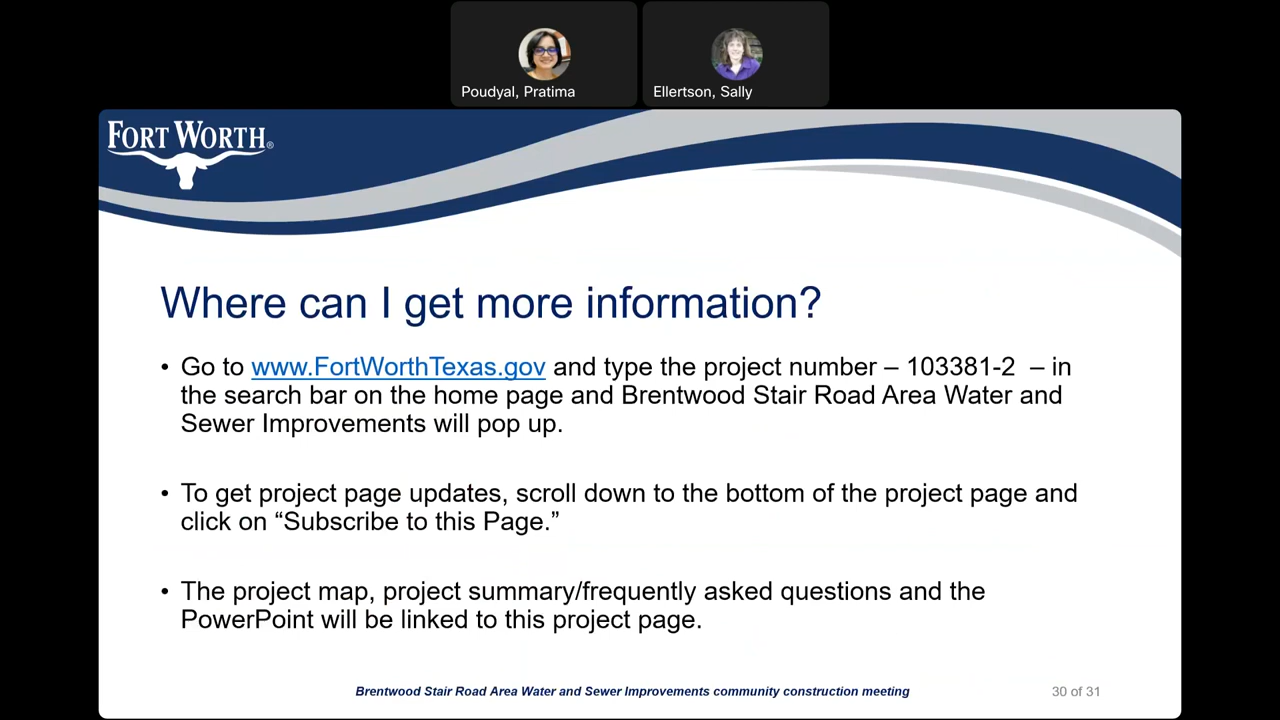 Poudyal, Pratima
Ellertson, Sally
FORT WORTH®
Where can I get more information?
• Go to www.FortWorthTexas.gov and type the project number – 103381-2 – in
the search bar on the home page and Brentwood Stair Road Area Water and
Sewer Improvements will pop up.
• To get project page updates, scroll down to the bottom of the project page and
click on “Subscribe to this Page.”
• The project map, project summary/frequently asked questions and the
PowerPoint will be linked to this project page.
Brentwood Stair Road Area Water and Sewer Improvements community construction meeting
30 of 31